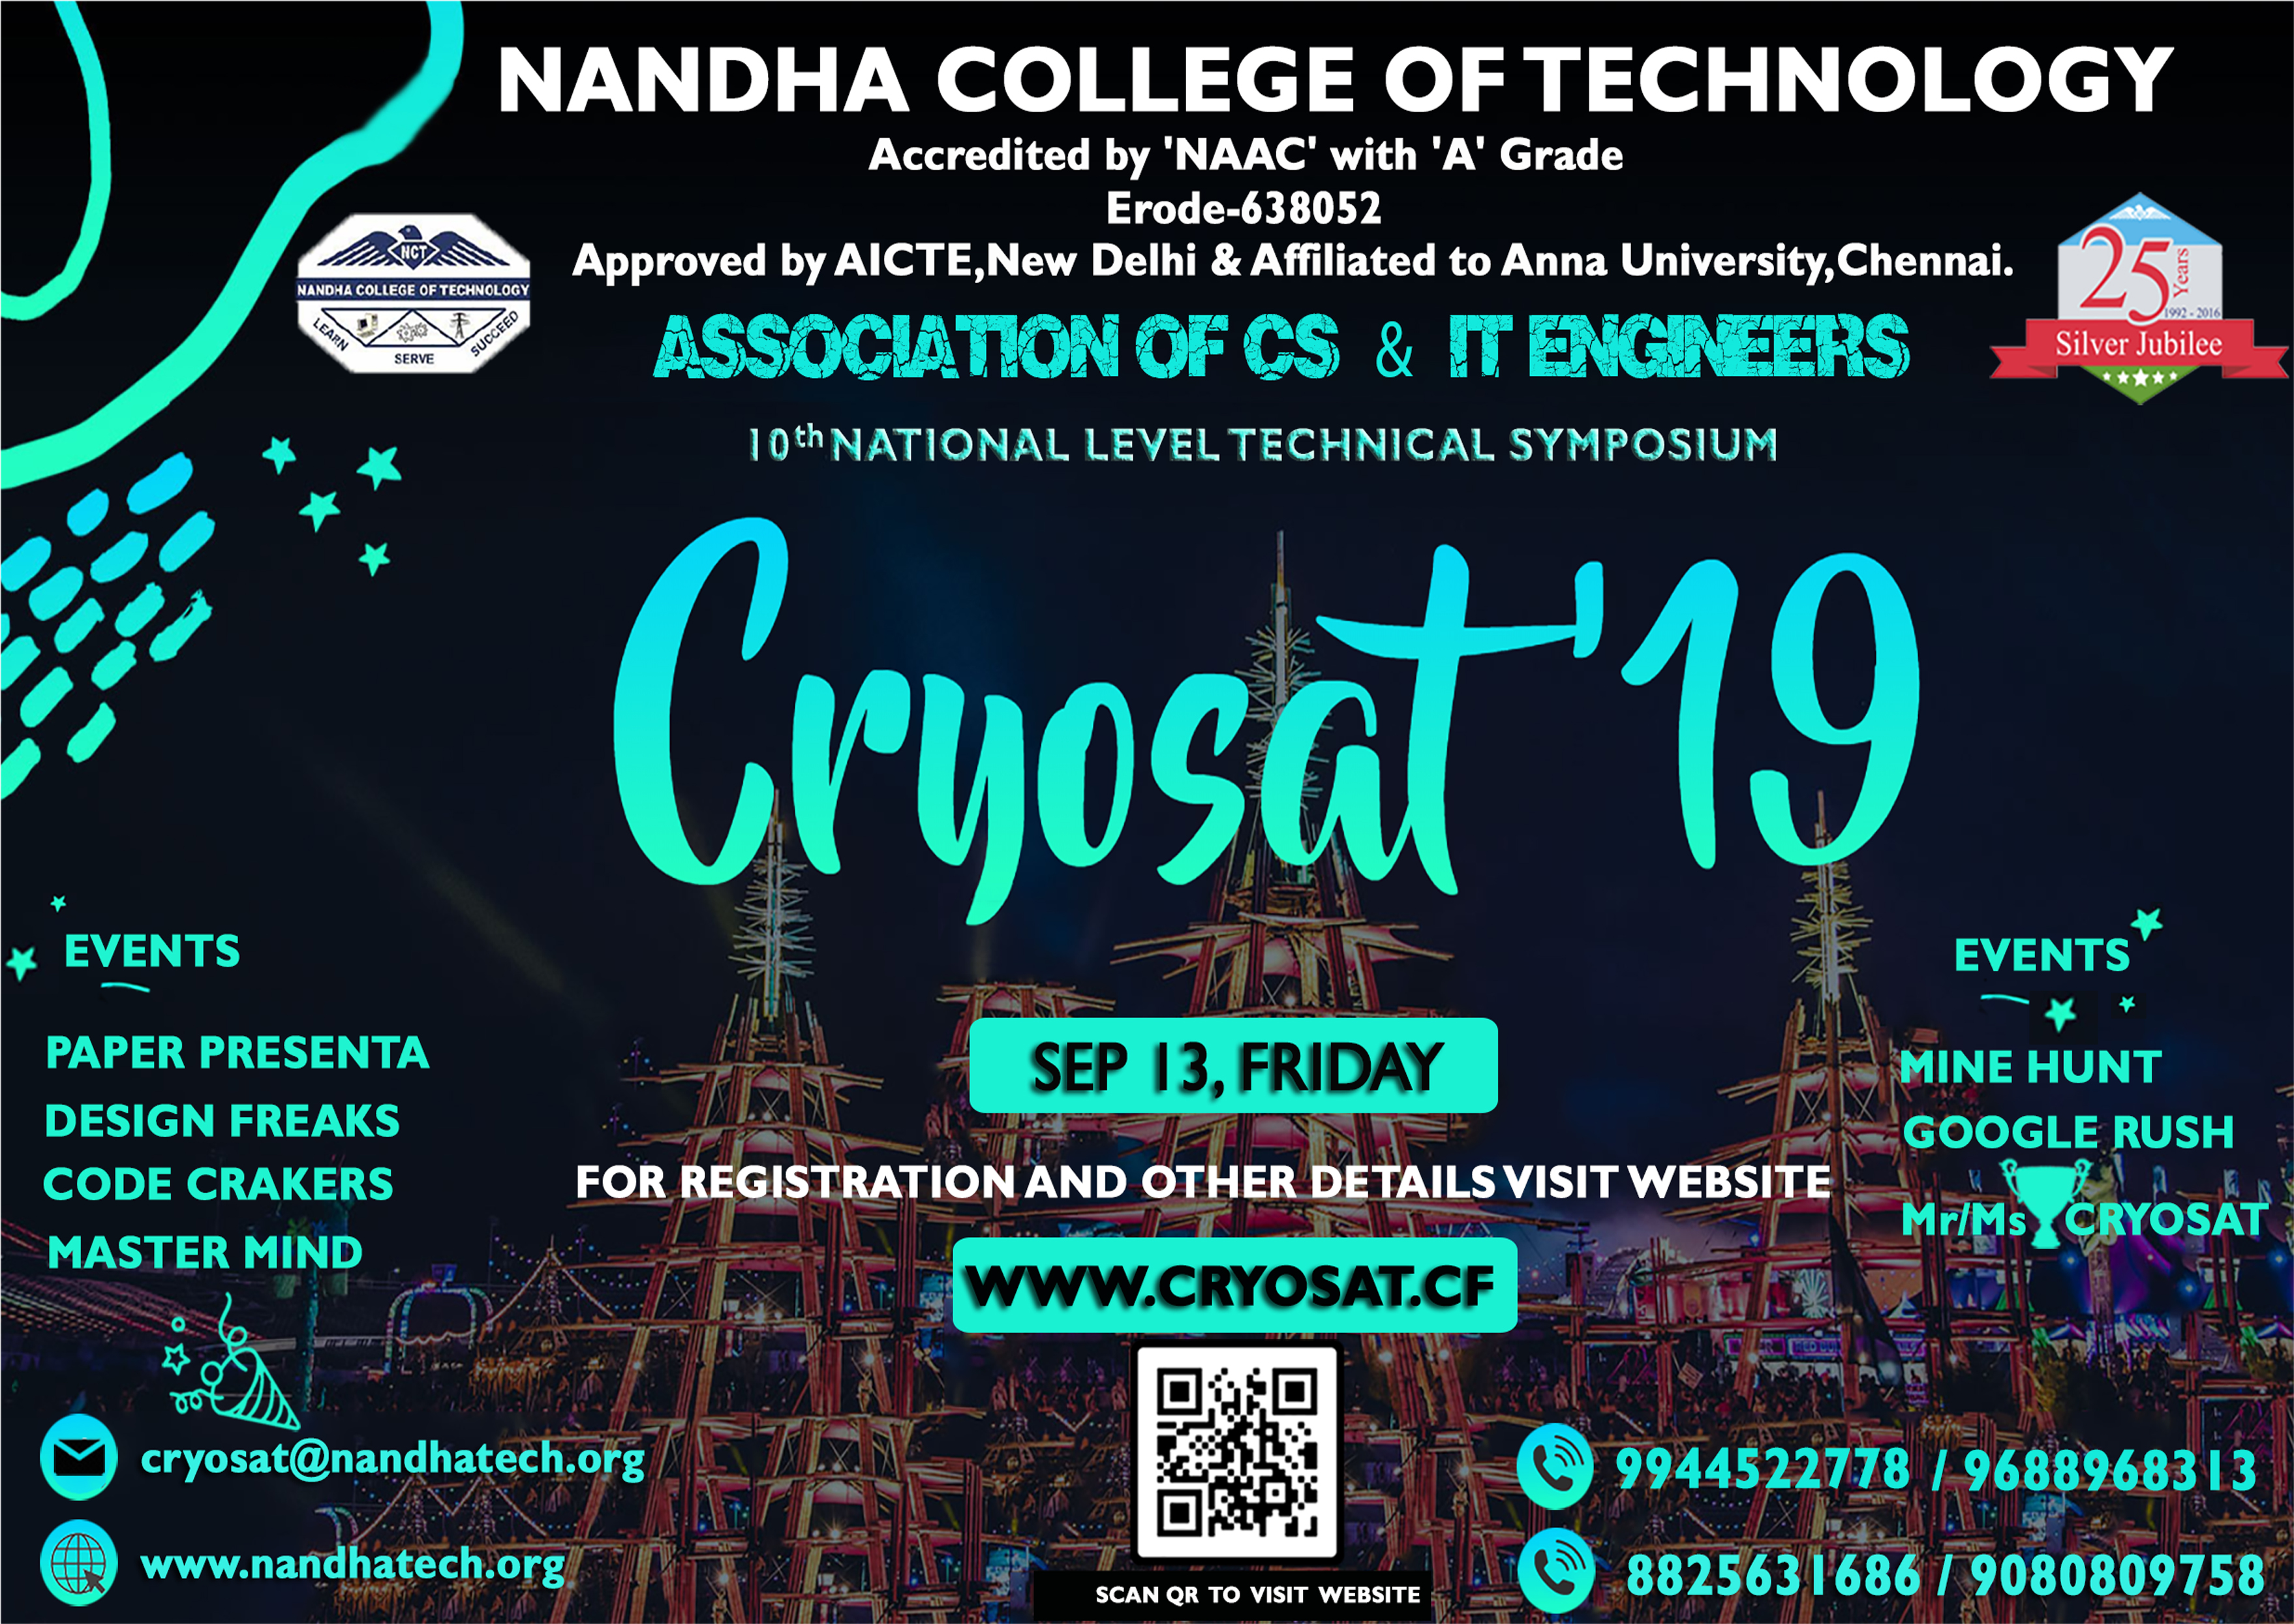 NANDHA COLLEGE OF TECHNOLOGY
Accredited by 'NAAC' with 'A' Grade
Erode-638052
Approved by AICTE,New Delhi & Affiliated to Anna University,Chennai.
NCT
NANDHA COLLEGE OF TECHNOLOGY
LEARN
SERVE
SUCCEED
25 Years
1992 - 2016
Silver Jubilee
ASSOCIATION OF CS & IT ENGINEERS
10th NATIONAL LEVEL TECHNICAL SYMPOSIUM
Cryosat'19
EVENTS
PAPER PRESENTA
DESIGN FREAKS
CODE CRAKERS
MASTER MIND
SEP 13, FRIDAY
FOR REGISTRATION AND OTHER DETAILS VISIT WEBSITE
WWW.CRYOSAT.CF
EVENTS
MINE HUNT
GOOGLE RUSH
Mr/Ms CRYOSAT
cryosat@nandhatech.org
www.nandhatech.org
SCAN QR TO VISIT WEBSITE
9944522778 / 9688968313
8825631686 / 9080809758